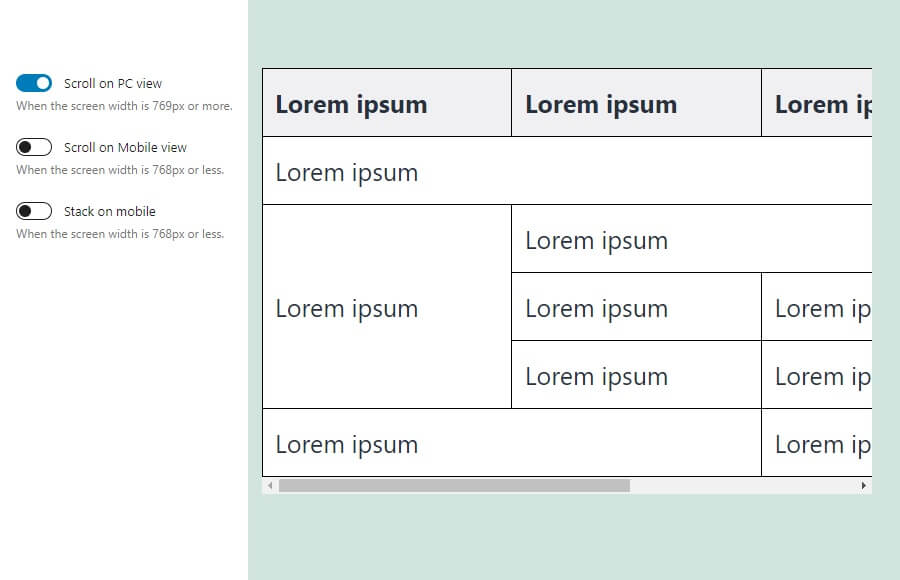 Scroll on PC view
When the screen width is 769px or more.
Scroll on Mobile view
When the screen width is 768px or less.
Stack on mobile
When the screen width is 768px or less.
Lorem ipsum Lorem ipsum Lorem ip
Lorem ipsum
Lorem ipsum
Lorem ipsum Lorem ipsum Lorem ip
Lorem ipsum Lorem ip
Lorem ipsum Lorem ip